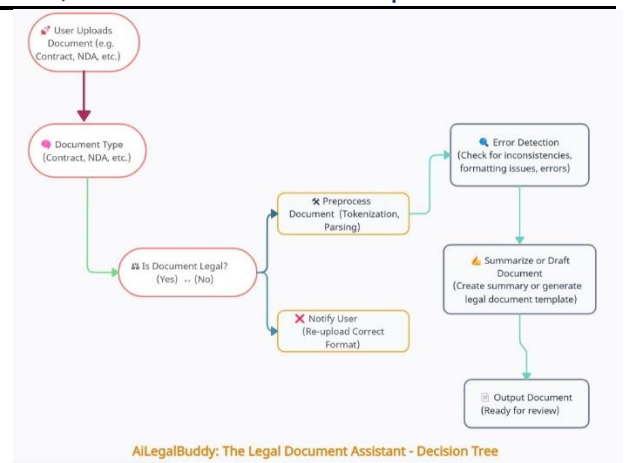 🚀 User Uploads
Document (e.g.
Contract, NDA, etc.)
🧠 Document Type
(Contract, NDA, etc.)
⚖ Is Document Legal?
(Yes) ↔ (No)
🛠 Preprocess
Document (Tokenization,
Parsing)
❌ Notify User
(Re-upload Correct
Format)
🔍 Error Detection
(Check for inconsistencies,
formatting issues, errors)
✍ Summarize or Draft
Document
(Create summary or generate
legal document template)
📄 Output Document
(Ready for review)
AiLegalBuddy: The Legal Document Assistant - Decision Tree